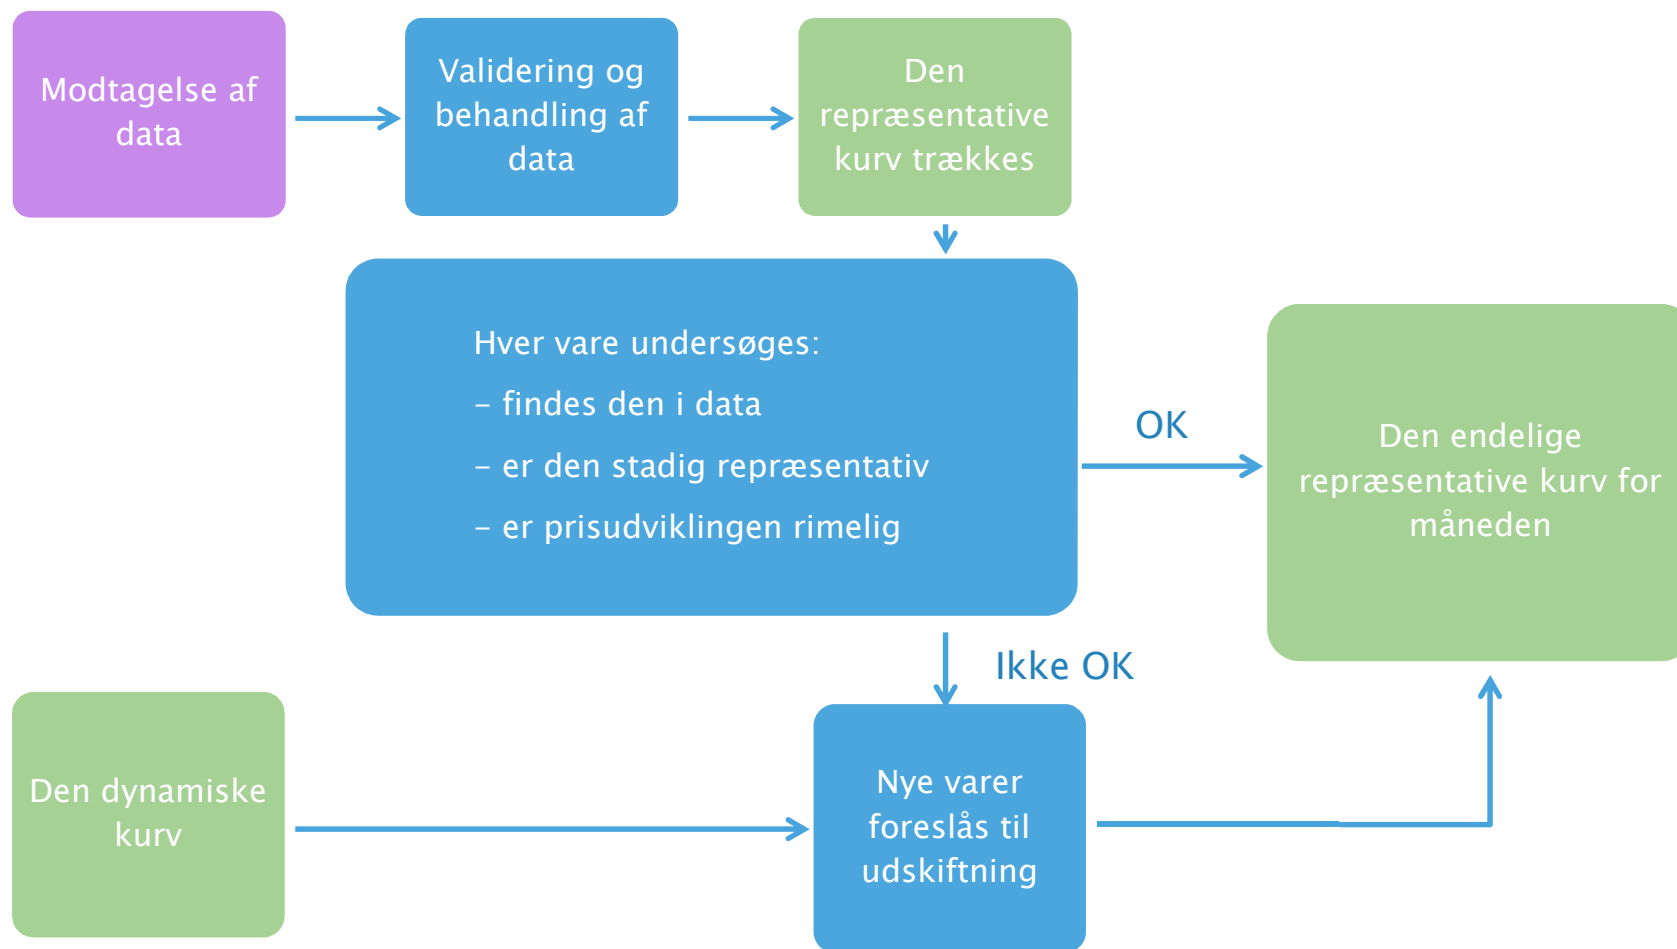 Modtagelse af
data
Validering og
behandling af
data
Den
repræsentative
kurv trækkes
Hver vare undersøges:
- findes den i data
- er den stadig repræsentativ
- er prisudviklingen rimelig
OK
Den endelige
repræsentative kurv for
måneden
Ikke OK
Den dynamiske
kurv
Nye varer
foreslås til
udskiftning